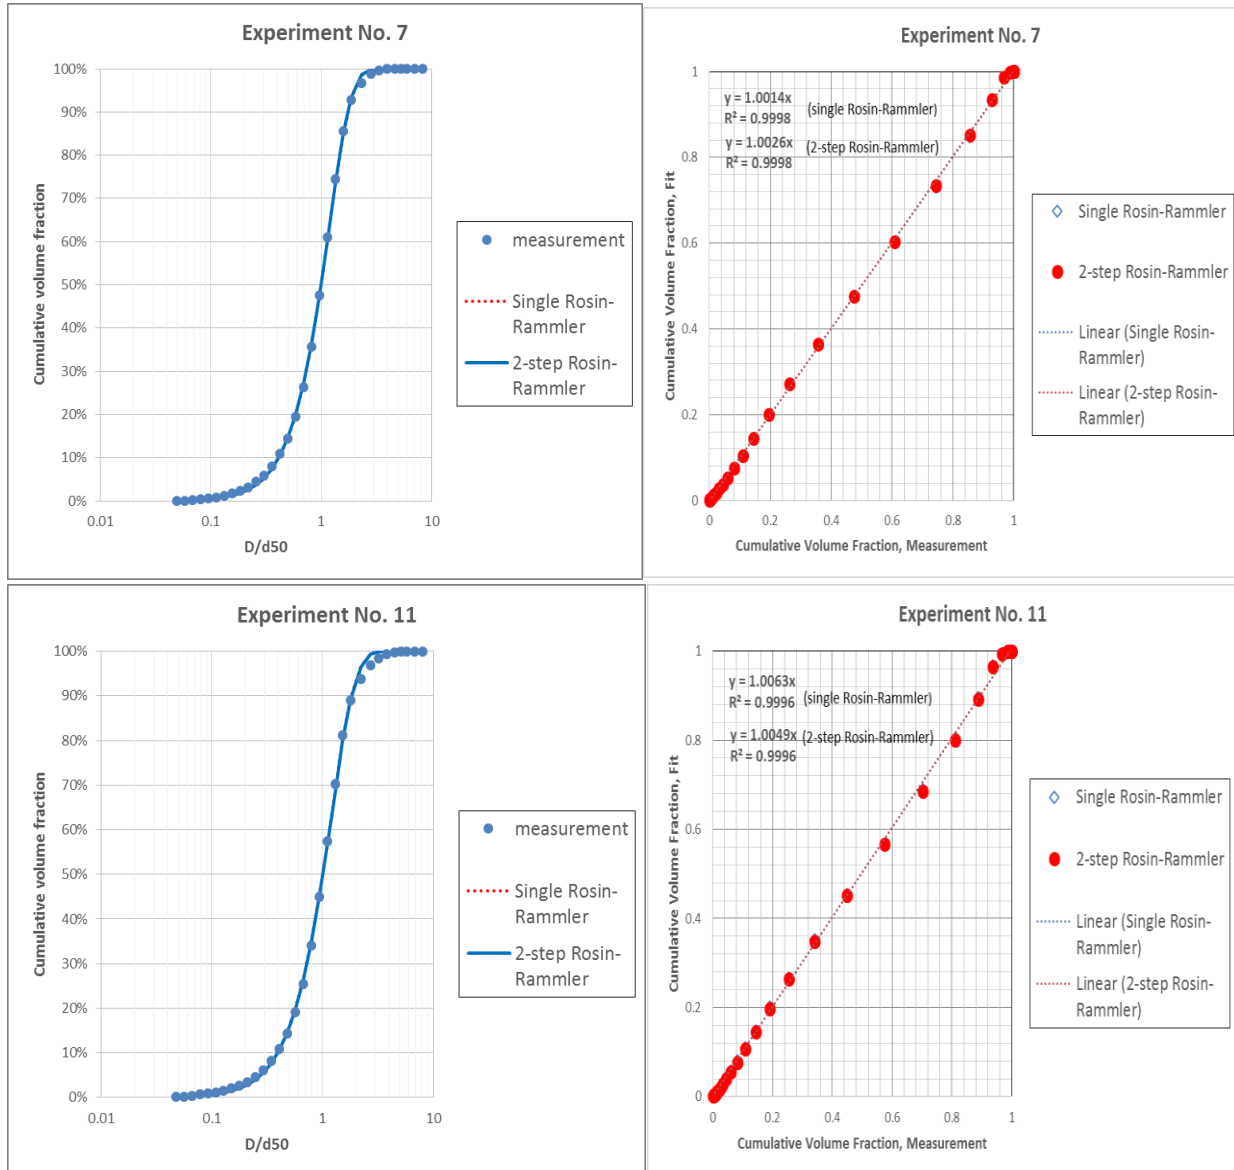 Experiment No. 7
100%
90%
80%
70%
60%
50%
40%
30%
20%
10%
0%
0.01
0.1
1
10
Cumulative volume fraction
D/d50
measurement
Single Rosin-
Rammler
2-step Rosin-
Rammler
Experiment No. 7
1
0.8
0.6
0.4
0.2
0
0
0.2
0.4
0.6
0.8
1
y = 1.0014x
R² = 0.9998
(single Rosin-Rammler)
y = 1.0026x
R² = 0.9998
(2-step Rosin-Rammler)
Cumulative Volume Fraction, Fit
Cumulative Volume Fraction, Measurement
Single Rosin-Rammler
2-step Rosin-Rammler
Linear (Single Rosin-
Rammler)
Linear (2-step Rosin-
Rammler)
Experiment No. 11
100%
90%
80%
70%
60%
50%
40%
30%
20%
10%
0%
0.01
0.1
1
10
Cumulative volume fraction
D/d50
measurement
Single Rosin-
Rammler
2-step Rosin-
Rammler
Experiment No. 11
1
0.8
0.6
0.4
0.2
0
0
0.2
0.4
0.6
0.8
1
y = 1.0063x
R² = 0.9996
(single Rosin-Rammler)
y = 1.0049x
R² = 0.9996
(2-step Rosin-Rammler)
Cumulative Volume Fraction, Fit
Cumulative Volume Fraction, Measurement
Single Rosin-Rammler
2-step Rosin-Rammler
Linear (Single Rosin-
Rammler)
Linear (2-step Rosin-
Rammler)